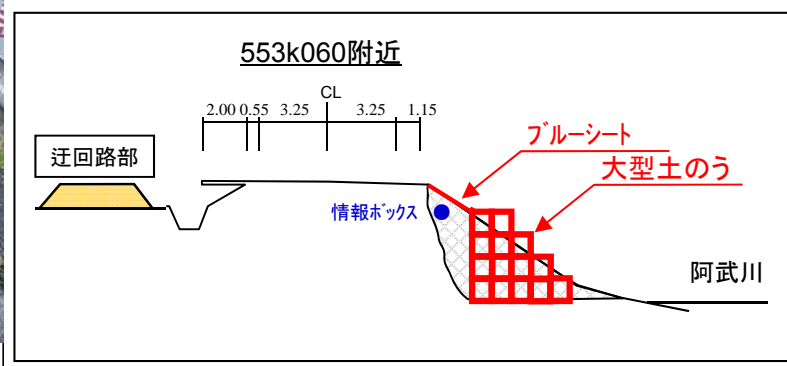 553k060附近
CL
2.00 0.55 3.25 3.25 1.15
ﾌﾞﾙｰｼｰﾄ
大型土のう
迂回路部
情報ﾎﾞｯｸｽ
阿武川